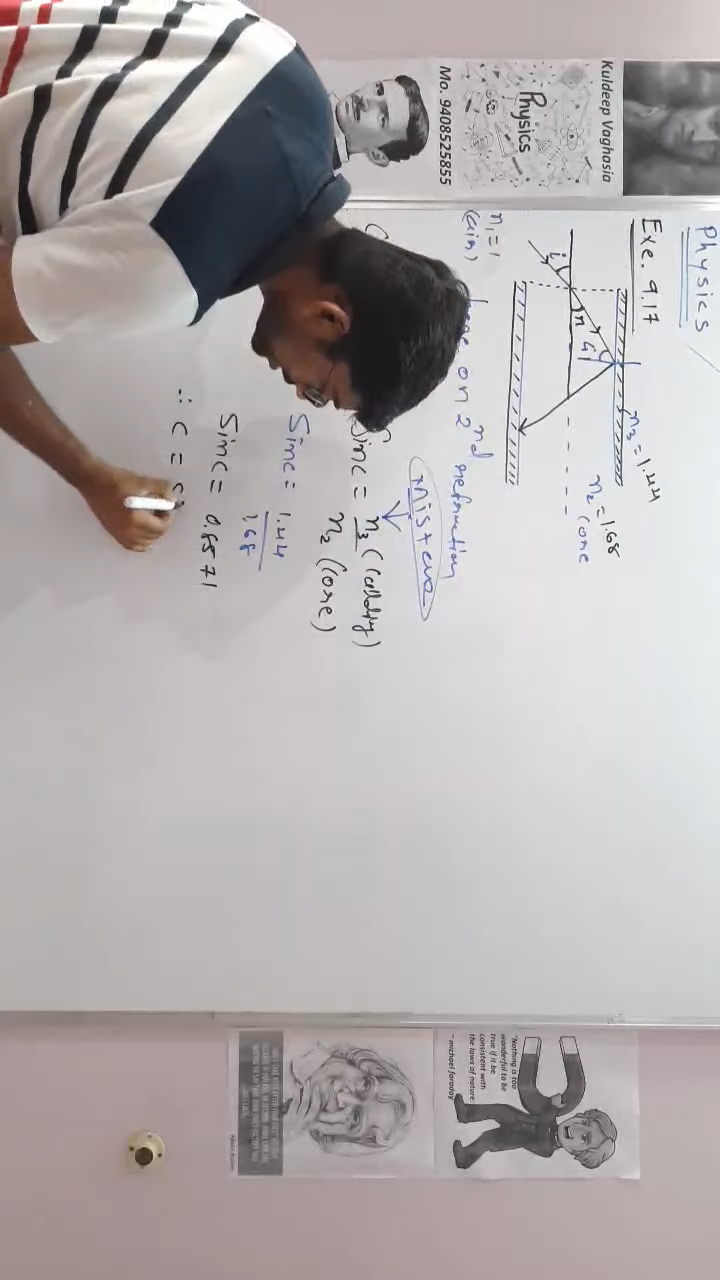 Kuldeep Vaghasia
Physics
Mo. 9408525855
Physics
Exe. 9.17
n3 = 1.44
n2 = 1.68
core
i
r
i'
n1 = 1
(air)
on 2nd refraction
Mistake
sinc = n3 (cladding)
n2 (core)
Sinc = 1.44
1.68
Sinc = 0.8571
∴ C =
"Nothing is too
wonderful to be
true if it be
consistent with
the laws of nature."
~ michael faraday